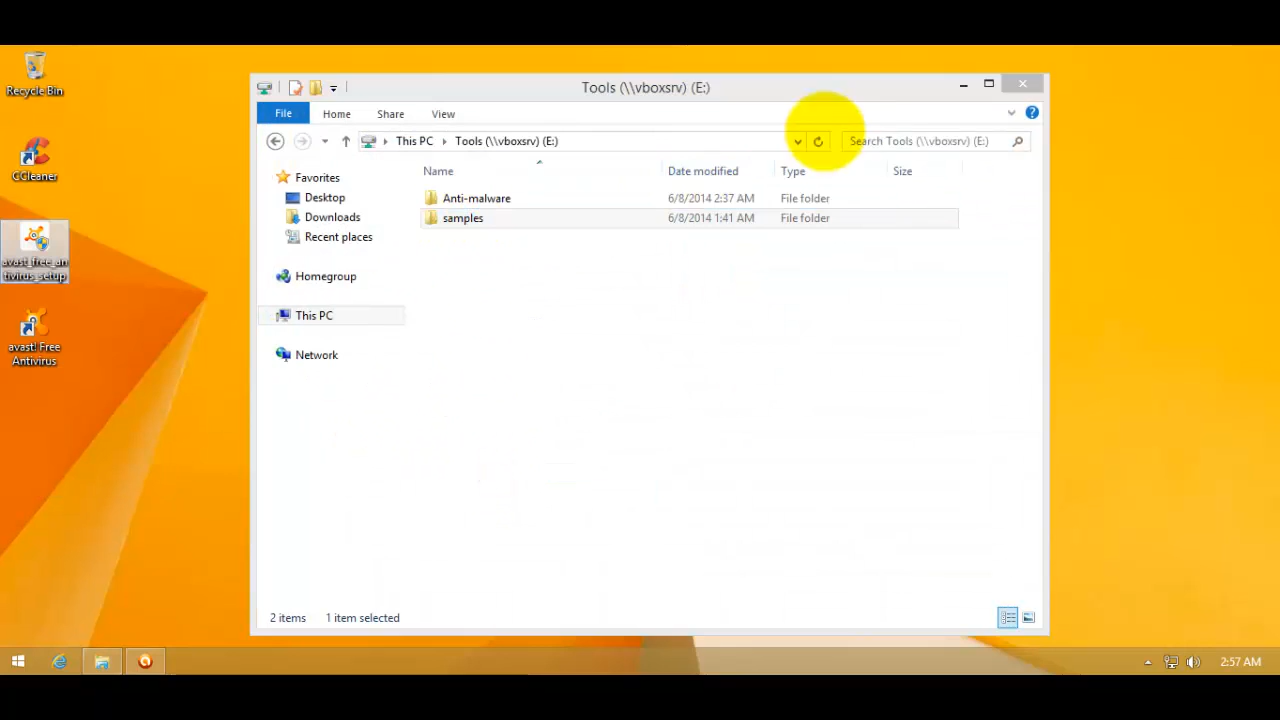 Recycle Bin
CCleaner
avast_free_an
tivirus_setup
avast! Free
Antivirus
Tools (\\vboxsrv) (E:)
File Home Share View
This PC Tools (\\vboxsrv) (E:)
Search Tools (\\vboxsrv) (E:)
Favorites
Desktop
Downloads
Recent places
Homegroup
This PC
Network
Name Date modified Type Size
Anti-malware 6/8/2014 2:37 AM File folder
samples 6/8/2014 1:41 AM File folder
2 items 1 item selected
2:57 AM